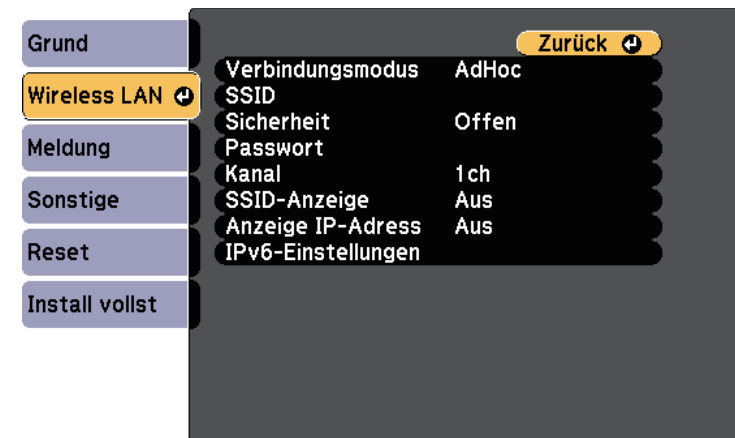 Grund
Wireless LAN
Meldung
Sonstige
Reset
Install vollst
Zurück
Verbindungsmodus AdHoc
SSID
Sicherheit Offen
Passwort
Kanal 1ch
SSID-Anzeige Aus
Anzeige IP-Adress Aus
IPv6-Einstellungen